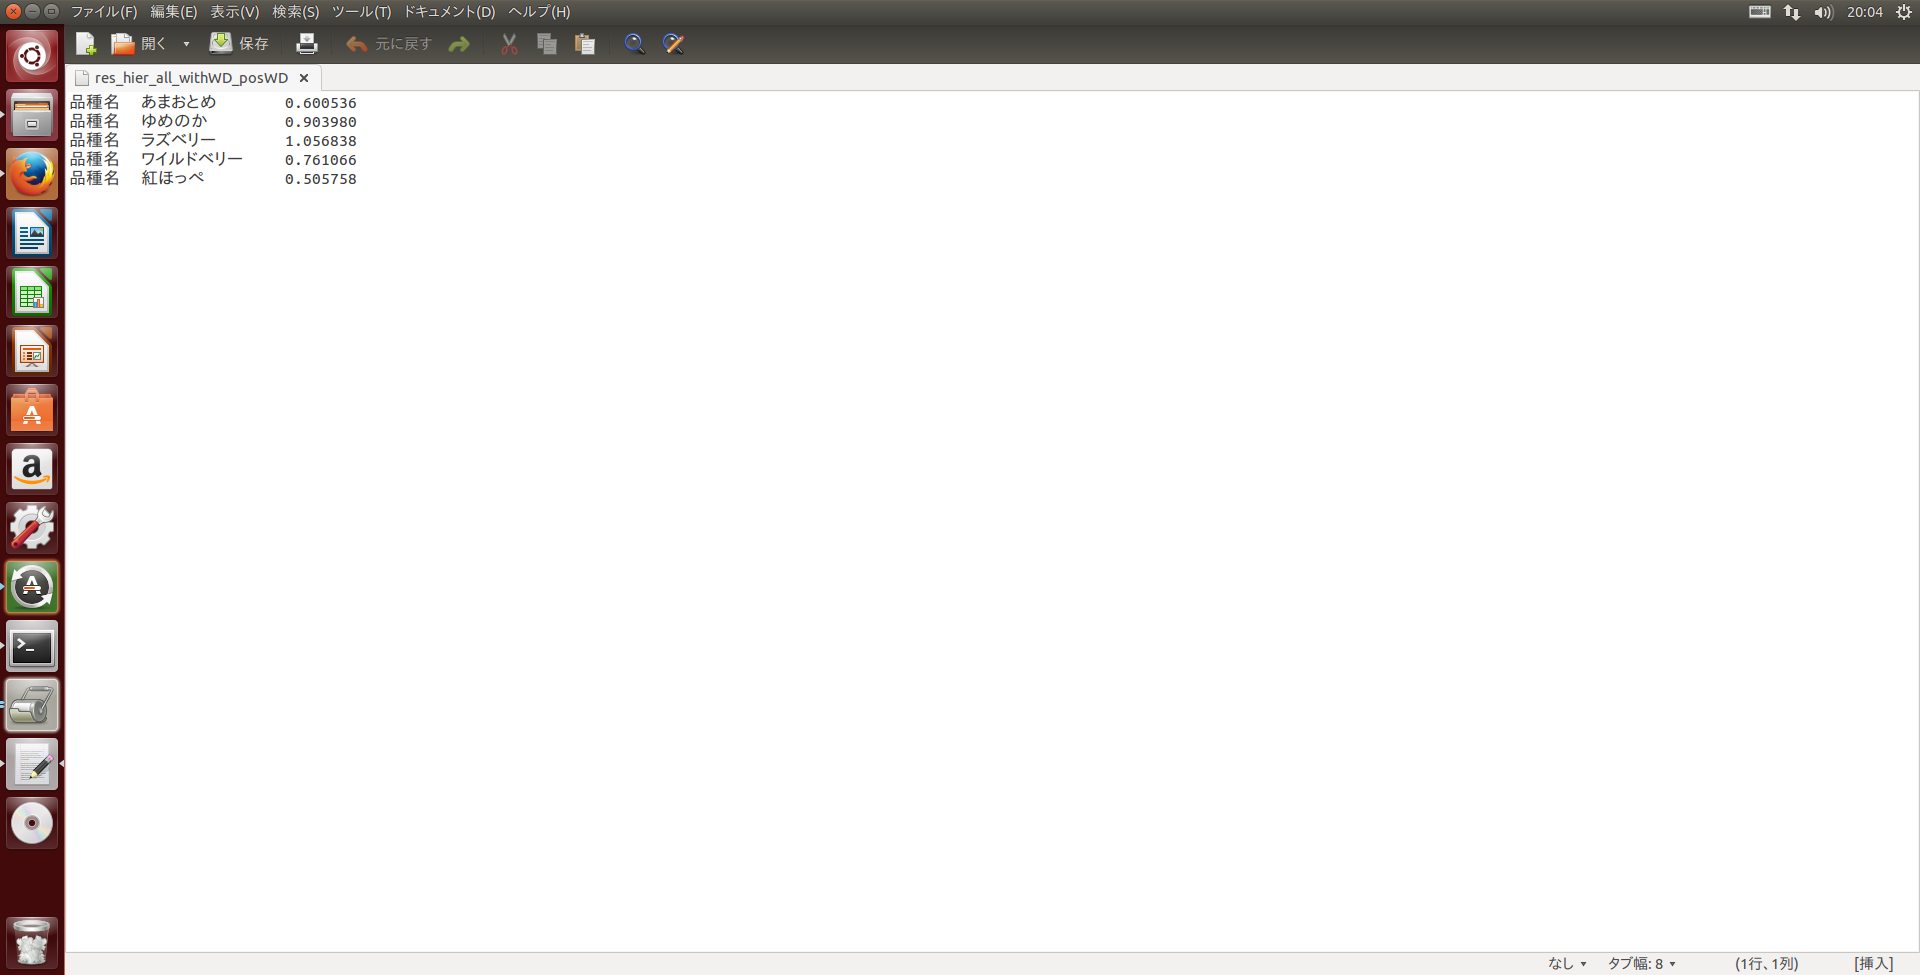 ファイル(F) 編集(E) 表示(V) 検索(S) ツール(T) ドキュメント(D) ヘルプ(H) 20:04
開く 保存 元に戻す
res_hier_all_withWD_posWD
品種名 あまおとめ 0.600536
品種名 ゆめのか 0.903980
品種名 ラズベリー 1.056838
品種名 ワイルドベリー 0.761066
品種名 紅ほっぺ 0.505758
なし タブ幅: 8 (1行、1列) [挿入]